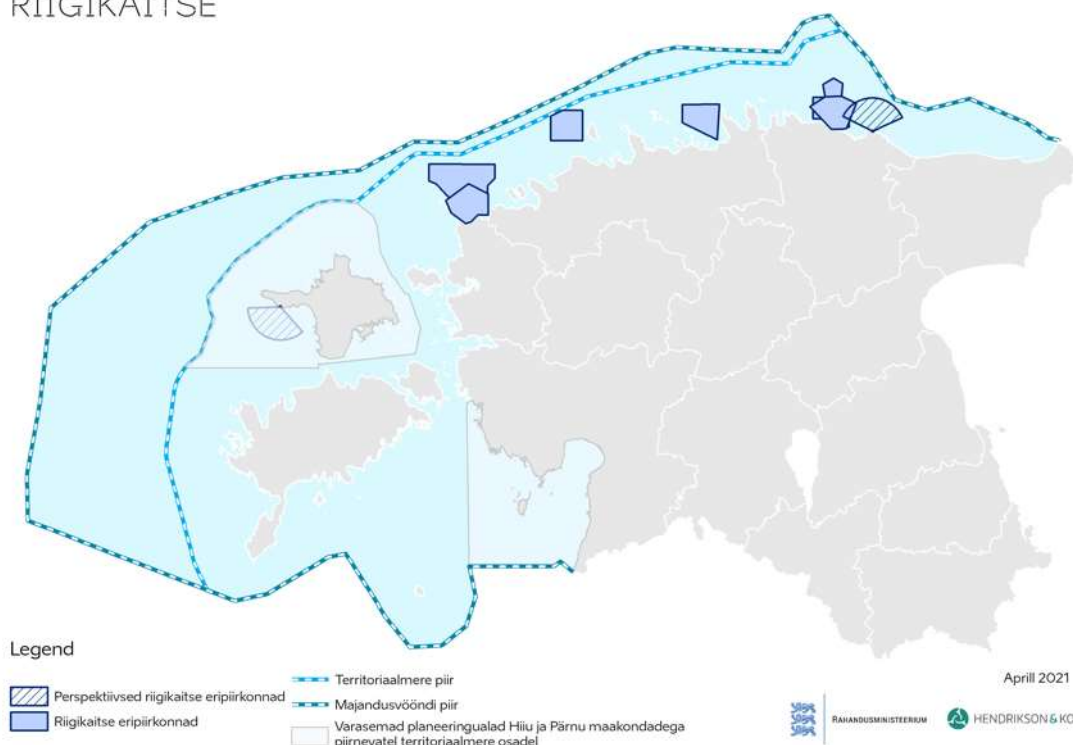 RIIGIKAITSE
Legend
Perspektiivsed riigikaitse eripiirkonnad
Riigikaitse eripiirkonnad
Territoriaalmere piir
Majandusvööndi piir
Varasemad planeeringualad Hiiu ja Pärnu maakondadega
piirnevatel territoriaalmere osadel
Aprill 2021
RAHANDUSMINISTEERIUM
HENDRIKSON & KO